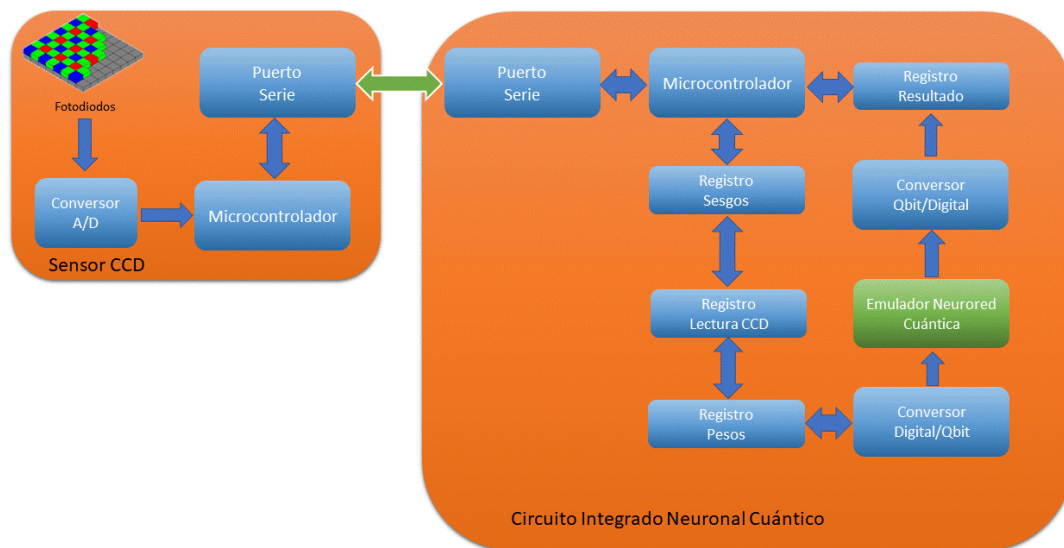 Fotodiodos
Conversor
A/D
Puerto
Serie
Microcontrolador
Sensor CCD
Puerto
Serie
Microcontrolador
Registro
Resultado
Registro
Sesgos
Conversor
Qbit/Digital
Registro
Lectura CCD
Emulador Neurored
Cuántica
Registro
Pesos
Conversor
Digital/Qbit
Circuito Integrado Neuronal Cuántico